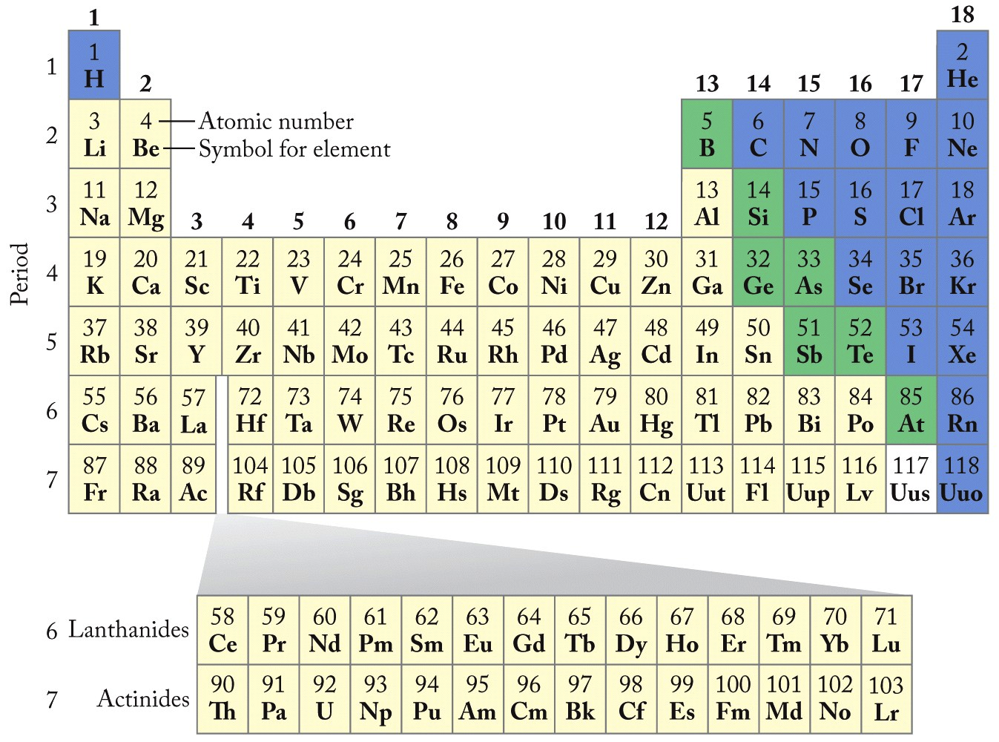 1 18
1 1 2
H 2 13 14 15 16 17 He
3 4 Atomic number 5 6 7 8 9 10
2
Li Be Symbol for element B C N O F Ne
11 12 13 14 15 16 17 18
3
Na Mg 3 4 5 6 7 8 9 10 11 12 Al Si P S Cl Ar
Period
19 20 21 22 23 24 25 26 27 28 29 30 31 32 33 34 35 36
4
K Ca Sc Ti V Cr Mn Fe Co Ni Cu Zn Ga Ge As Se Br Kr
37 38 39 40 41 42 43 44 45 46 47 48 49 50 51 52 53 54
5
Rb Sr Y Zr Nb Mo Tc Ru Rh Pd Ag Cd In Sn Sb Te I Xe
55 56 57 72 73 74 75 76 77 78 79 80 81 82 83 84 85 86
6
Cs Ba La Hf Ta W Re Os Ir Pt Au Hg Tl Pb Bi Po At Rn
87 88 89 104 105 106 107 108 109 110 111 112 113 114 115 116 117 118
7
Fr Ra Ac Rf Db Sg Bh Hs Mt Ds Rg Cn Uut Fl Uup Lv Uus Uuo
58 59 60 61 62 63 64 65 66 67 68 69 70 71
6 Lanthanides
Ce Pr Nd Pm Sm Eu Gd Tb Dy Ho Er Tm Yb Lu
90 91 92 93 94 95 96 97 98 99 100 101 102 103
7 Actinides
Th Pa U Np Pu Am Cm Bk Cf Es Fm Md No Lr